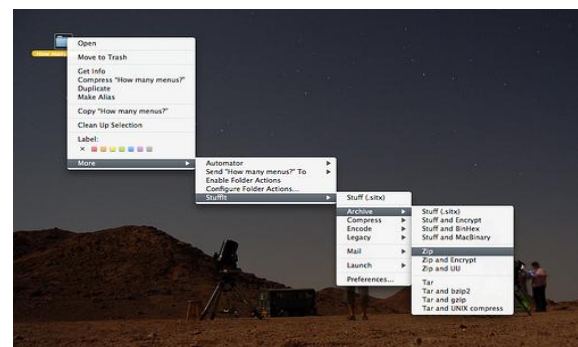 How many
Open
Move to Trash
Get Info
Compress "How many menus?"
Duplicate
Make Alias
Copy "How many menus?"
Clean Up Selection
Label:
More
Automator
Send "How many menus?" To
Enable Folder Actions
Configure Folder Actions...
StuffIt
Stuff (.sitx)
Archive
Compress
Encode
Legacy
Mail
Launch
Preferences...
Stuff (.sitx)
Stuff and Encrypt
Stuff and BinHex
Stuff and MacBinary
Zip
Zip and Encrypt
Zip and UU
Tar
Tar and bzip2
Tar and gzip
Tar and UNIX compress